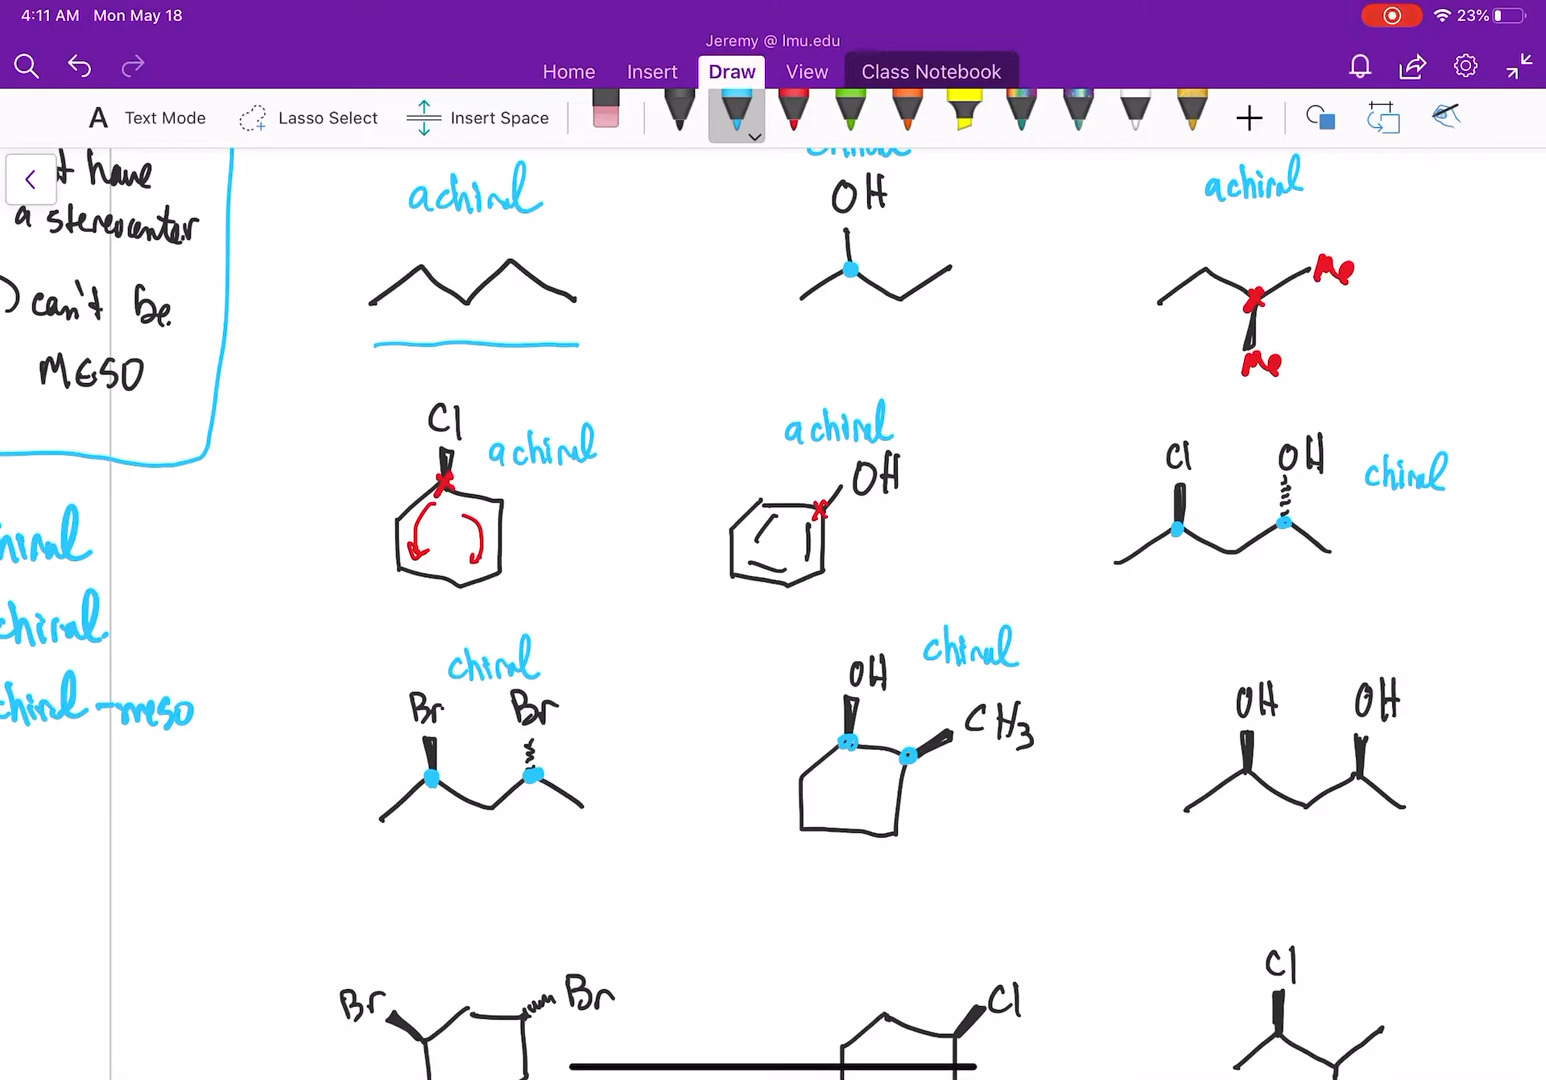 4:11 AM Mon May 18
23%
Jeremy @ lmu.edu
Home Insert Draw View Class Notebook
A Text Mode Lasso Select Insert Space
t have
a stereocenter
) can't be
MESO
hiral
chiral
chiral - meso
achiral
OH
achiral
Me
Me
Cl
achiral
achiral
OH
Cl
OH
chiral
chiral
Br
Br
OH
chiral
CH3
OH
OH
Br
Br
Cl
Cl